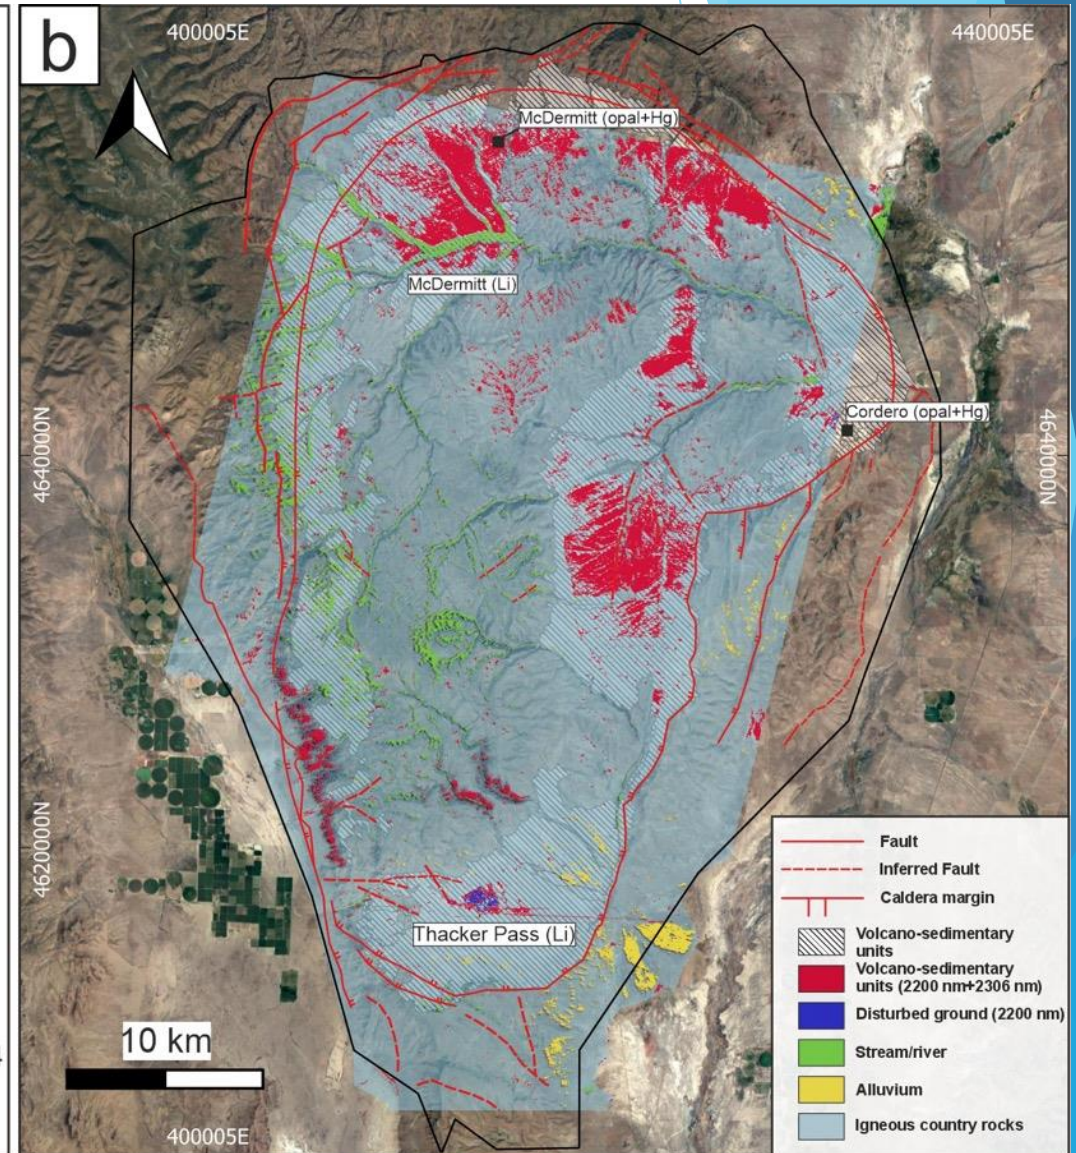 b
400005E
440005E
McDermitt (opal+Hg)
McDermitt (Li)
Cordero (opal+Hg)
4640000N
4640000N
4620000N
Thacker Pass (Li)
10 km
400005E
Fault
Inferred Fault
Caldera margin
Volcano-sedimentary
units
Volcano-sedimentary
units (2200 nm+2306 nm)
Disturbed ground (2200 nm)
Stream/river
Alluvium
Igneous country rocks